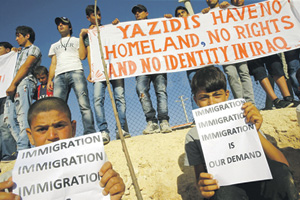 YAZIDIS HAVE NO
HOMELAND, NO RIGHTS
AND NO IDENTITY IN IRAQ
IMMIGRATION
IMMIGRATION
IMMIGRATION
IMMIGRATION
IMMIGRATION
IMMIGRATION
IS OUR DEMAND